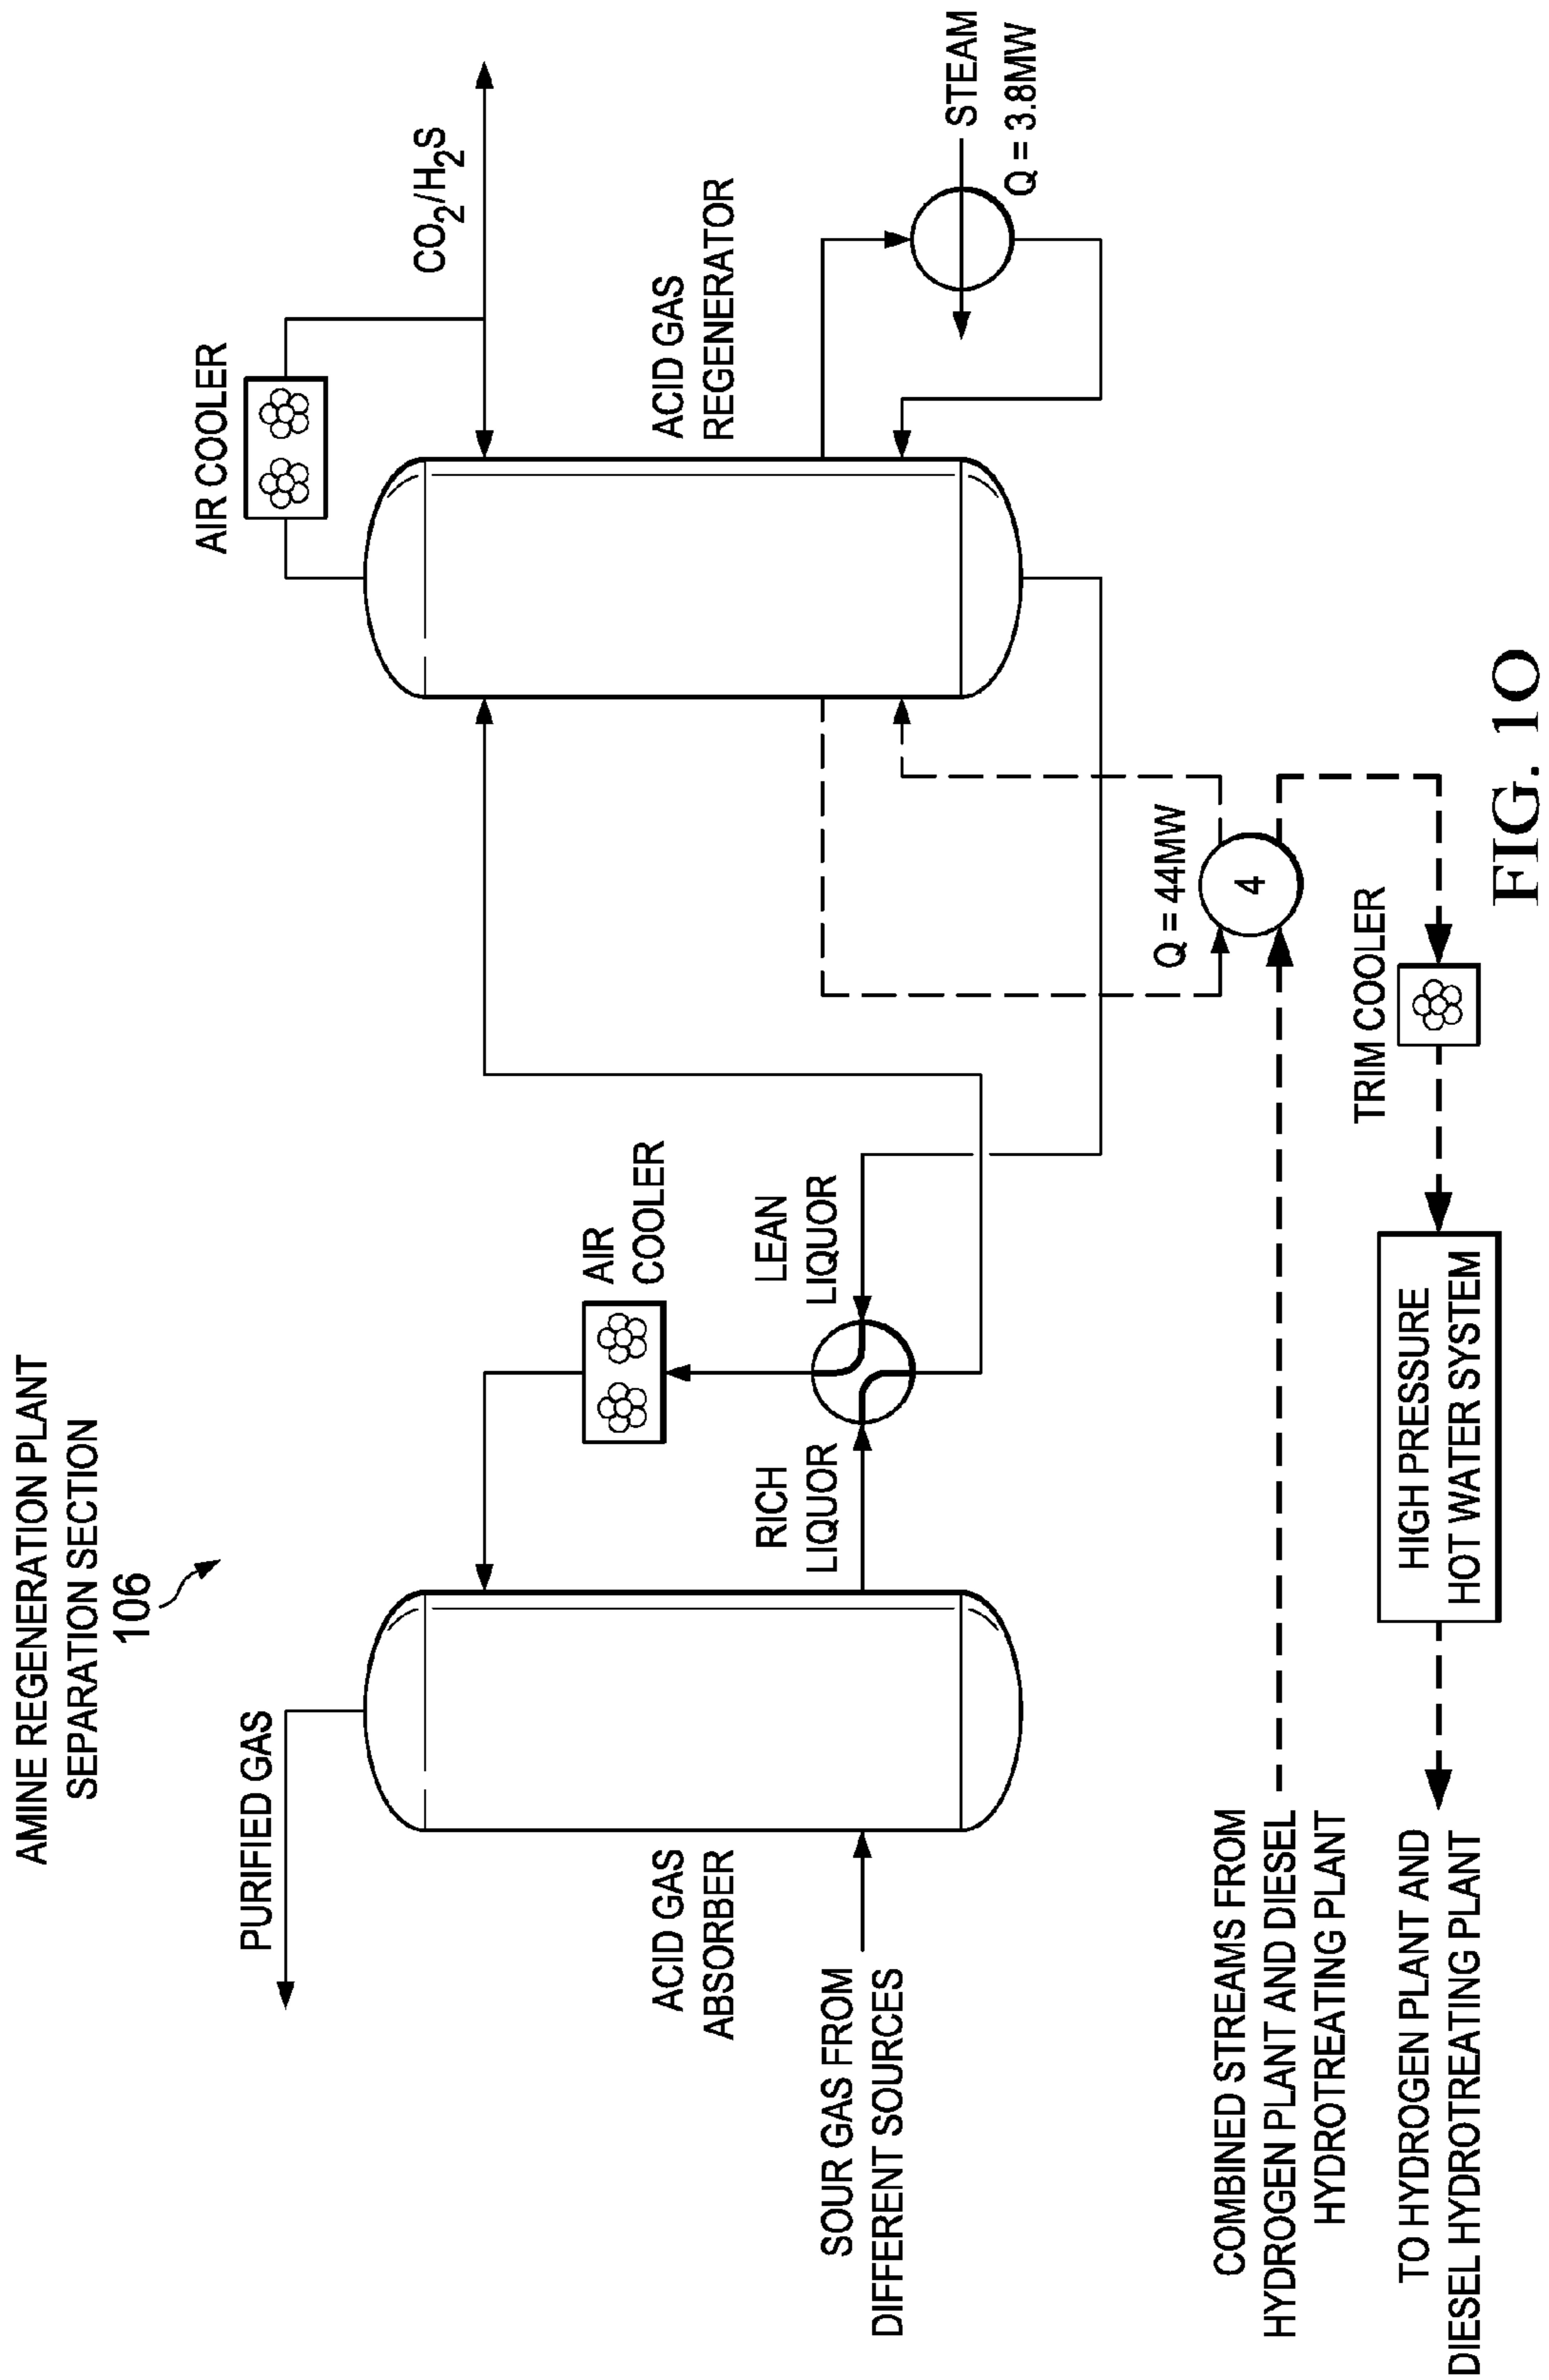 AMINE REGENERATION PLANT
SEPARATION SECTION
106
PURIFIED GAS
AIR COOLER
CO2/H2S
AIR
COOLER
ACID GAS
ABSORBER
ACID GAS
REGENERATOR
RICH
LIQUOR
LEAN
LIQUOR
SOUR GAS FROM
DIFFERENT SOURCES
STEAM
Q = 3.8MW
Q = 44MW
4
COMBINED STREAMS FROM
HYDROGEN PLANT AND DIESEL
HYDROTREATING PLANT
TRIM COOLER
HIGH PRESSURE
HOT WATER SYSTEM
TO HYDROGEN PLANT AND
DIESEL HYDROTREATING PLANT
FIG. 1O